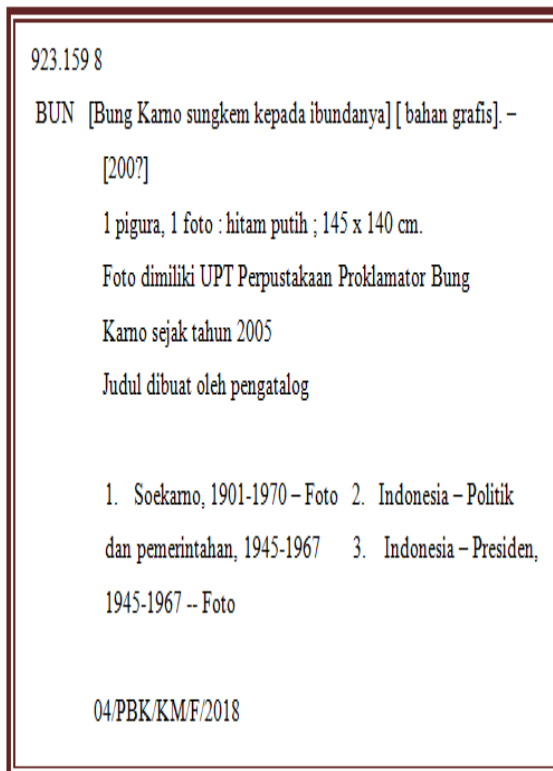 923.159 8
BUN [Bung Karno sungkem kepada ibundanya] [ bahan grafis]. –
[200?]
1 pigura, 1 foto : hitam putih ; 145 x 140 cm.
Foto dimiliki UPT Perpustakaan Proklamator Bung
Karno sejak tahun 2005
Judul dibuat oleh pengatalog
1. Soekarno, 1901-1970 – Foto 2. Indonesia – Politik
dan pemerintahan, 1945-1967 3. Indonesia – Presiden,
1945-1967 -- Foto
04/PBK/KM/F/2018